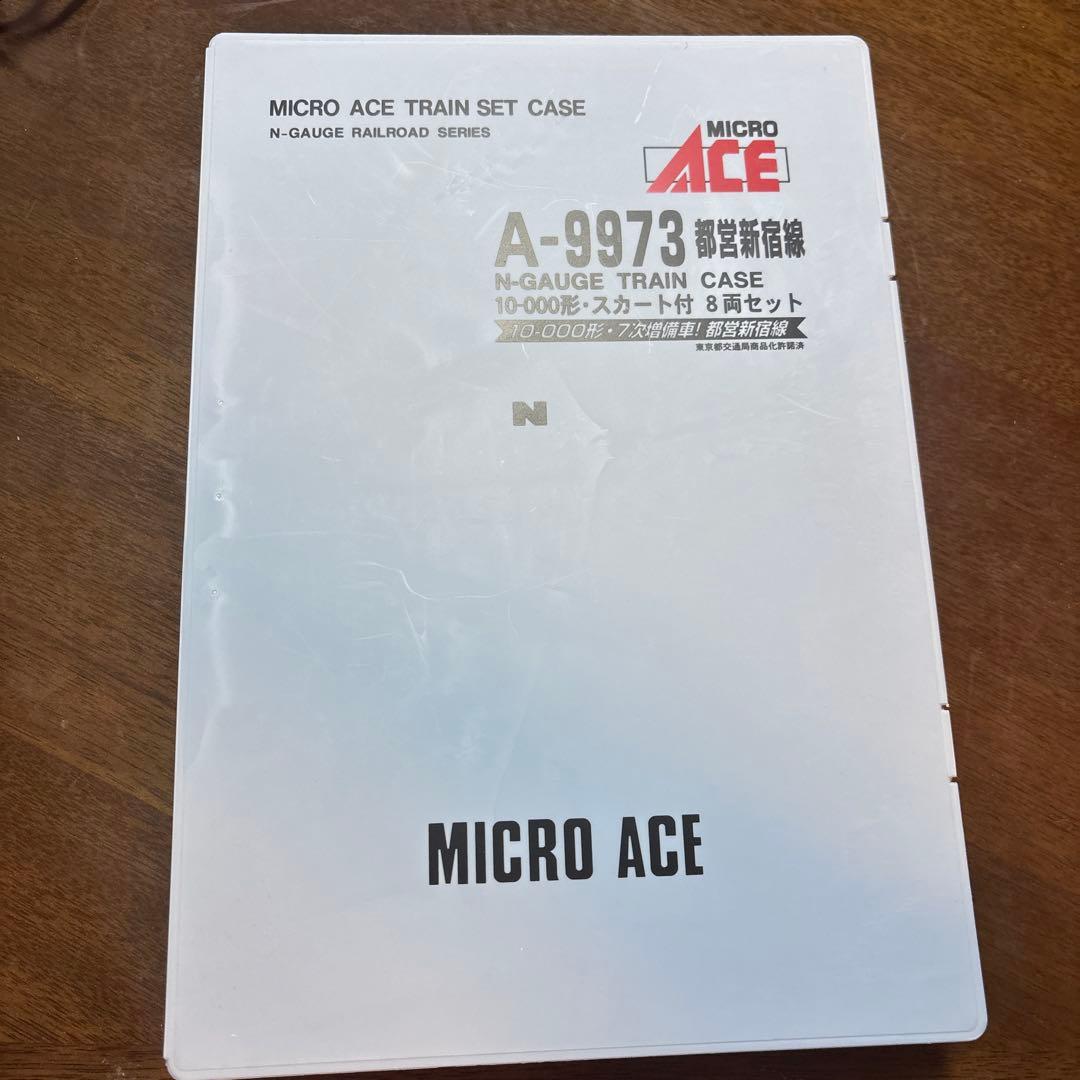 MICRO ACE TRAIN SET CASE
N-GAUGE RAILROAD SERIES
MICRO
ACE
A-9973 都営新宿線
N-GAUGE TRAIN CASE
10-000形・スカート付 8両セット
10-000形・7次増備車! 都営新宿線
東京都交通局商品化許諾済
N
MICRO ACE